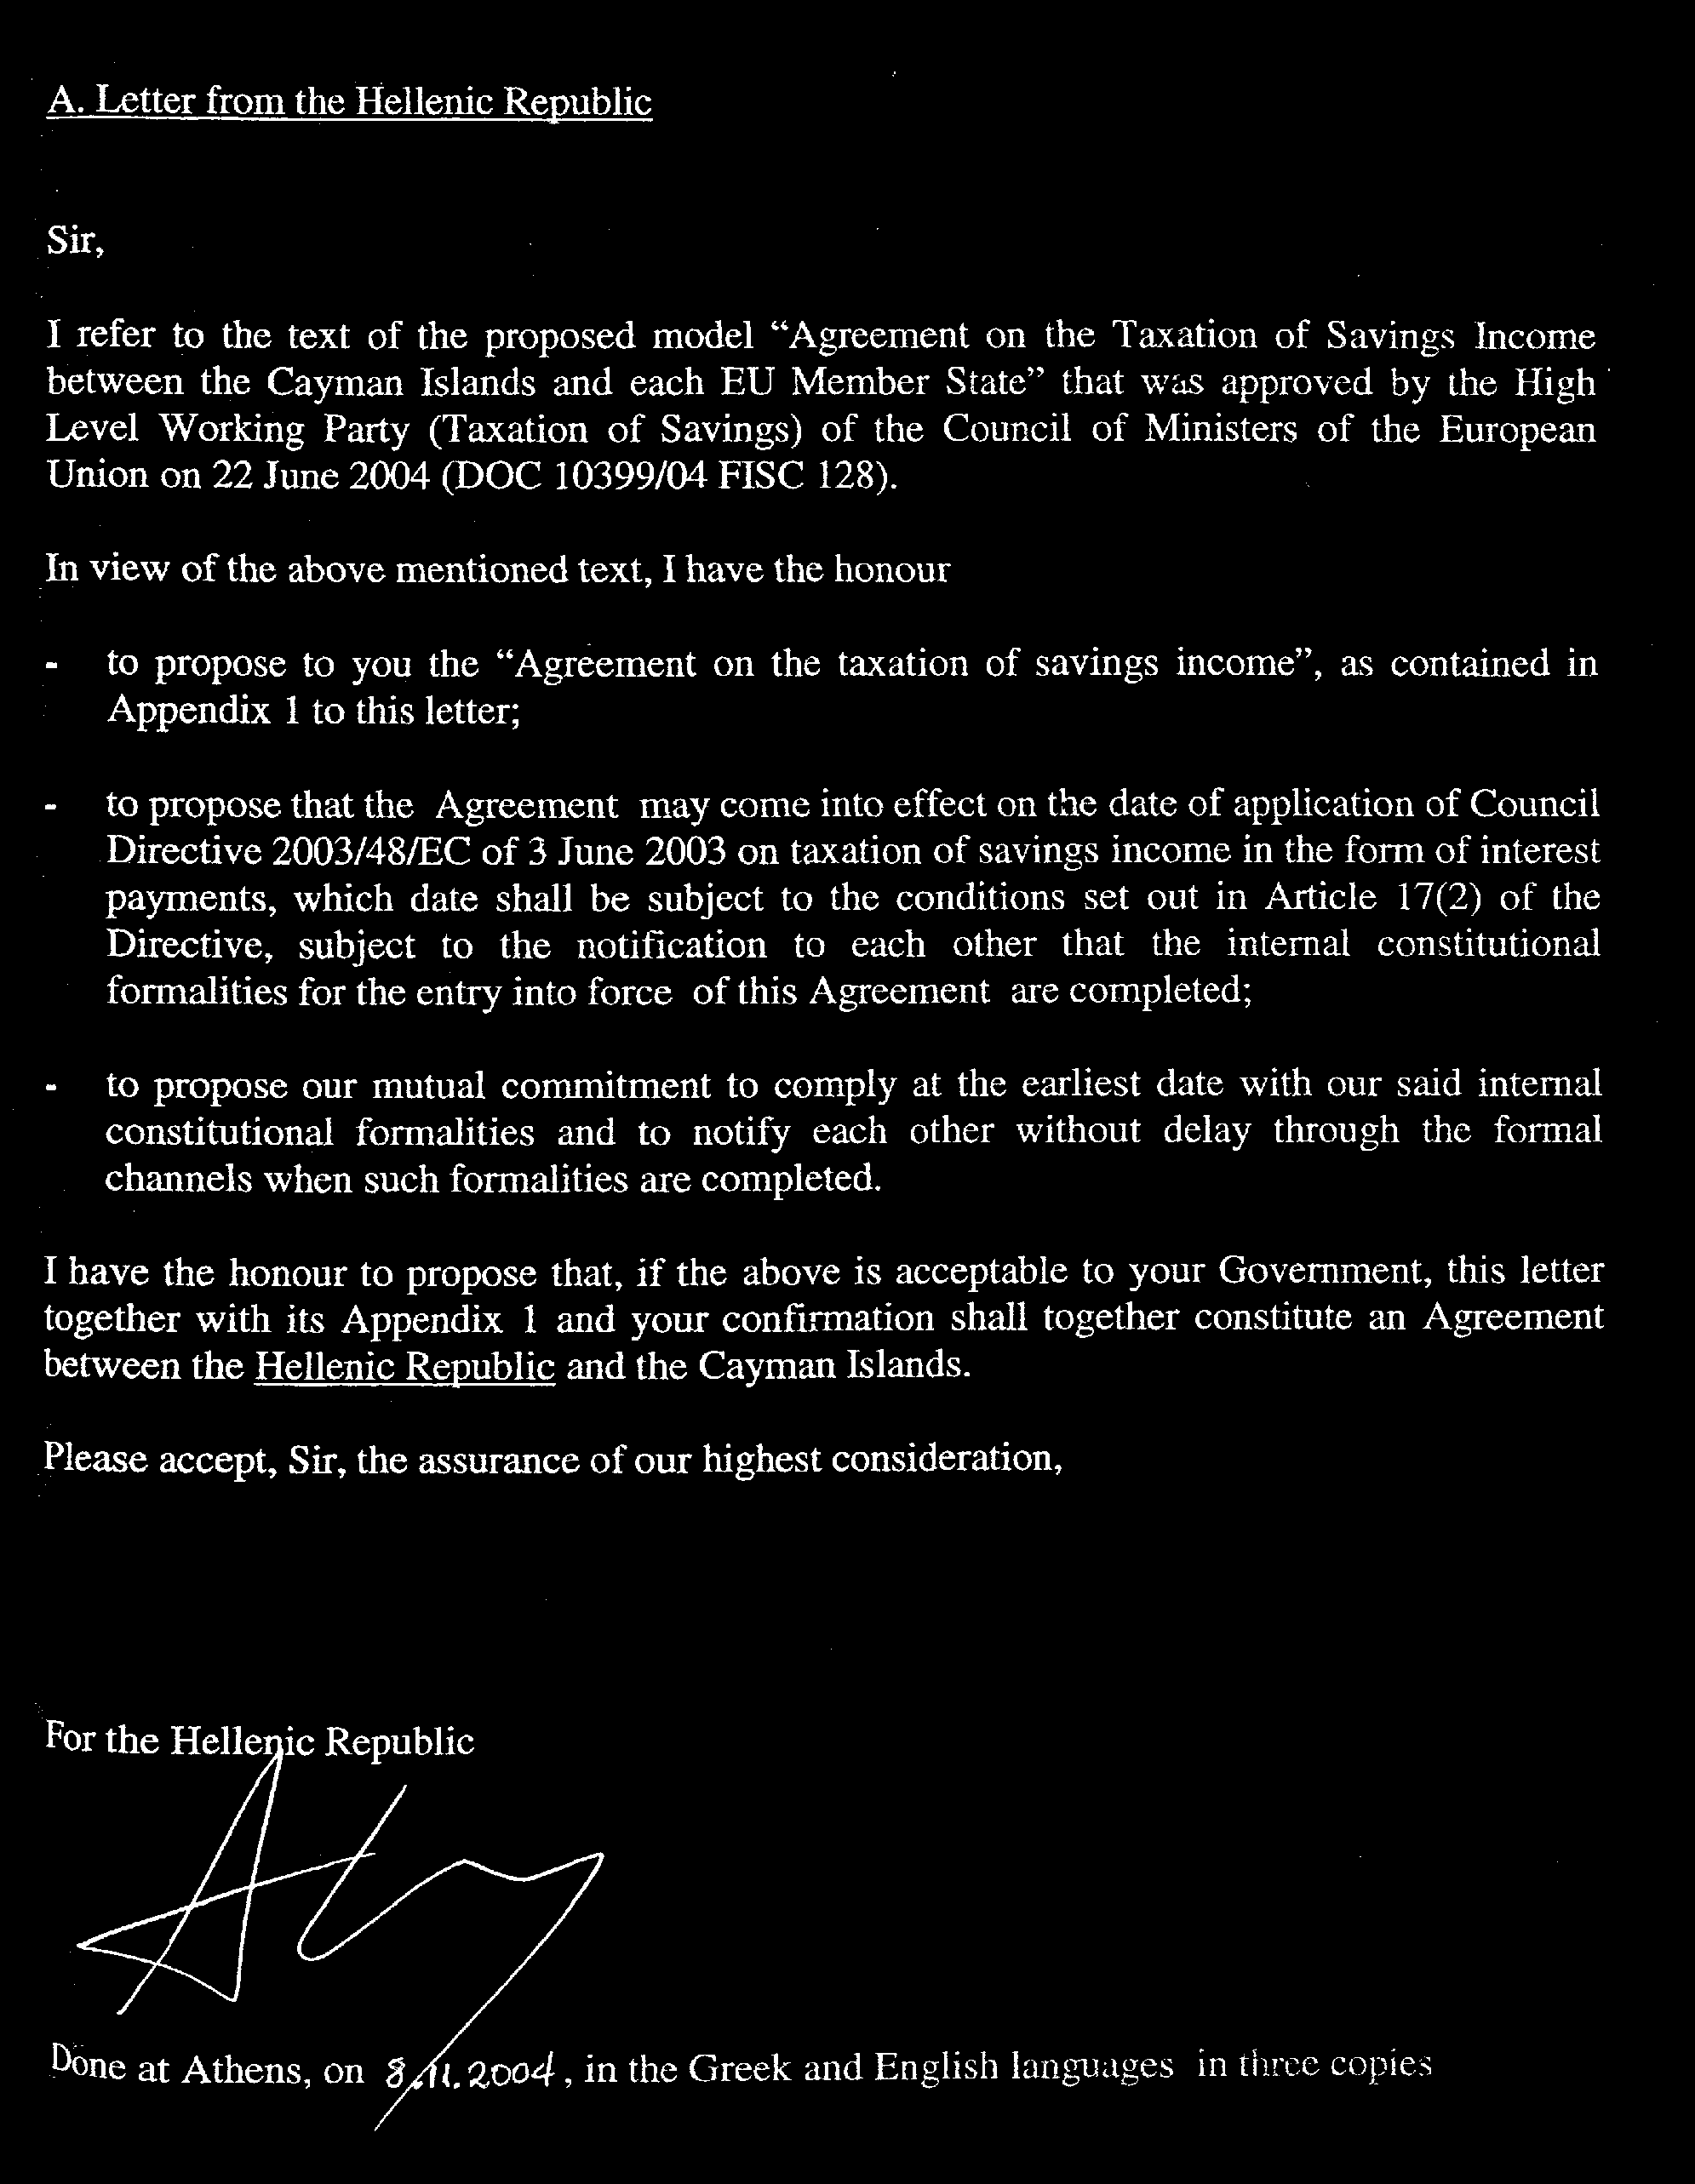 A. Letter from the Hellenic Republic
Sir,
I refer to the text of the proposed model “Agreement on the Taxation of Savings Income
between the Cayman Islands and each EU Member State” that was approved by the High
Level Working Party (Taxation of Savings) of the Council of Ministers of the European
Union on 22 June 2004 (DOC 10399/04 FISC 128).
In view of the above mentioned text, I have the honour
- to propose to you the “Agreement on the taxation of savings income”, as contained in
Appendix 1 to this letter;
- to propose that the Agreement may come into effect on the date of application of Council
Directive 2003/48/EC of 3 June 2003 on taxation of savings income in the form of interest
payments, which date shall be subject to the conditions set out in Article 17(2) of the
Directive, subject to the notification to each other that the internal constitutional
formalities for the entry into force of this Agreement are completed;
- to propose our mutual commitment to comply at the earliest date with our said internal
constitutional formalities and to notify each other without delay through the formal
channels when such formalities are completed.
I have the honour to propose that, if the above is acceptable to your Government, this letter
together with its Appendix 1 and your confirmation shall together constitute an Agreement
between the Hellenic Republic and the Cayman Islands.
Please accept, Sir, the assurance of our highest consideration,
For the Hellenic Republic
Done at Athens, on 8.11.2004, in the Greek and English languages in three copies